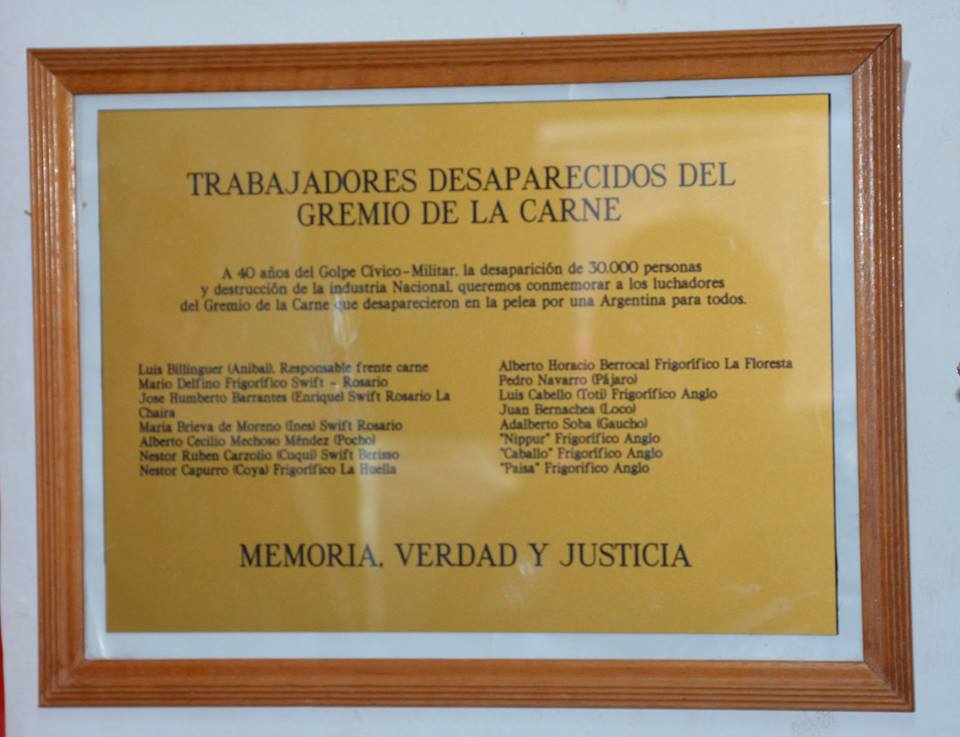 TRABAJADORES DESAPARECIDOS DEL
GREMIO DE LA CARNE
A 40 años del Golpe Cívico-Militar, la desaparición de 30.000 personas
y destrucción de la industria Nacional, queremos conmemorar a los luchadores
del Gremio de la Carne que desaparecieron en la pelea por una Argentina para todos.
Luis Billinguer (Aníbal), Responsable frente carne
Mario Delfino Frigorífico Swift - Rosario
Jose Humberto Barrantes (Enrique) Swift Rosario La
Chaira
María Brieva de Moreno (Ines) Swift Rosario
Alberto Cecilio Mechoso Méndez (Pocho)
Nestor Ruben Carzolio (Cuqui) Swift Berisso
Nestor Capurro (Coya) Frigorífico La Huella
Alberto Horacio Berrocal Frigorífico La Floresta
Pedro Navarro (Pájaro)
Luis Cabello (Toti) Frigorífico Anglo
Juan Bernachea (Loco)
Adalberto Soba (Gaucho)
"Nippur" Frigorífico Anglo
"Caballo" Frigorífico Anglo
"Paisa" Frigorífico Anglo
MEMORIA, VERDAD Y JUSTICIA